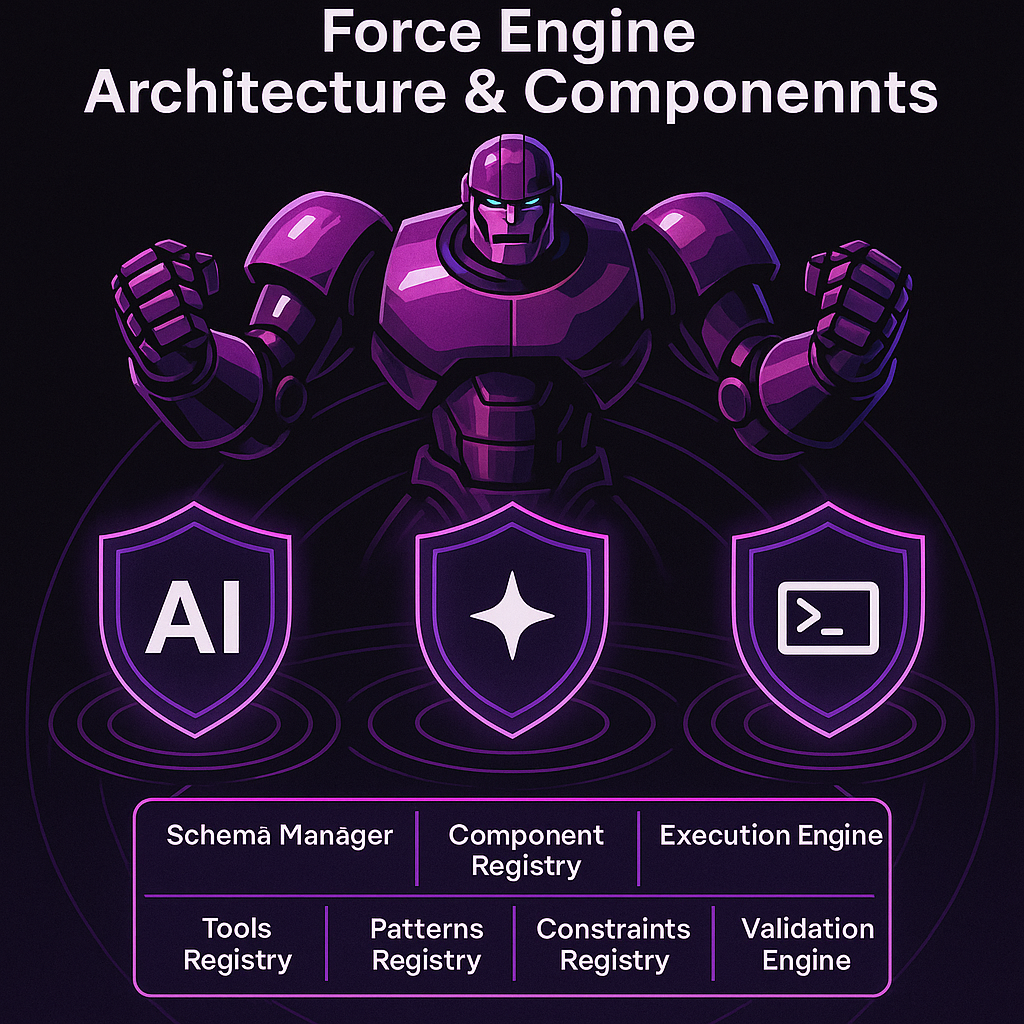 Force Engine
Architecture & Componennts
AI
>_
Schemā Manāger
Component
Registry
Execution Engine
Tools
Registry
Patterns
Registry
Constraints
Registry
Validation
Engine